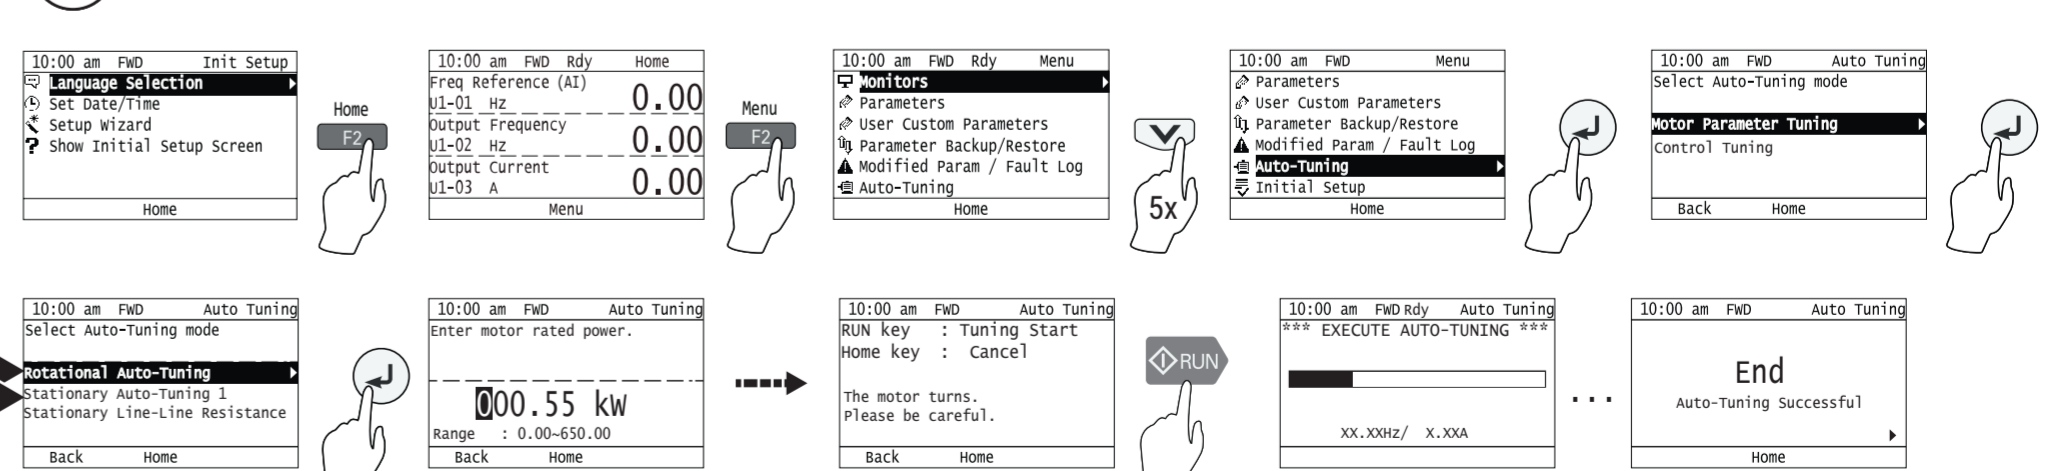 10:00 am FWD Init Setup
Language Selection
Set Date/Time
Setup Wizard
Show Initial Setup Screen
Home
Home
F2
10:00 am FWD Rdy Home
Freq Reference (AI)
U1-01 Hz 0.00
Output Frequency
U1-02 Hz 0.00
Output Current
U1-03 A 0.00
Menu
Menu
F2
10:00 am FWD Rdy Menu
Monitors
Parameters
User Custom Parameters
Parameter Backup/Restore
Modified Param / Fault Log
Auto-Tuning
Home
5x
10:00 am FWD Menu
Parameters
User Custom Parameters
Parameter Backup/Restore
Modified Param / Fault Log
Auto-Tuning
Initial Setup
Home
10:00 am FWD Auto Tuning
Select Auto-Tuning mode
Motor Parameter Tuning
Control Tuning
Back Home
10:00 am FWD Auto Tuning
Select Auto-Tuning mode
Rotational Auto-Tuning
Stationary Auto-Tuning 1
Stationary Line-Line Resistance
Back Home
10:00 am FWD Auto Tuning
Enter motor rated power.
000.55 kW
Range : 0.00~650.00
Back Home
10:00 am FWD Auto Tuning
RUN key : Tuning Start
Home key : Cancel
The motor turns.
Please be careful.
Back Home
RUN
10:00 am FWD Rdy Auto Tuning
*** EXECUTE AUTO-TUNING ***
XX.XXHz/ X.XXA
...
10:00 am FWD Auto Tuning
End
Auto-Tuning Successful
Home